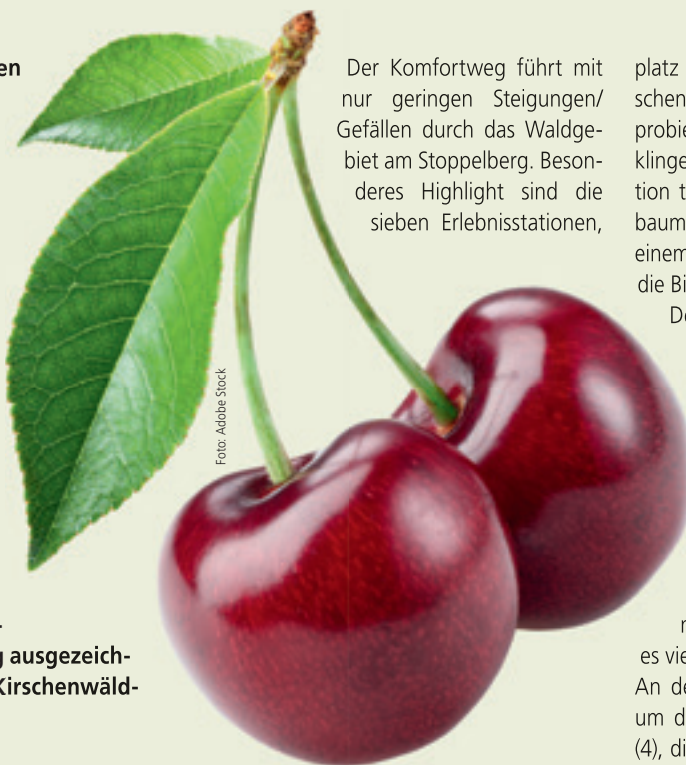 en
-
g ausgezeich-
Kirschenwäld-
Foto: Adobe Stock
Der Komfortweg führt mit
nur geringen Steigungen/
Gefällen durch das Waldge-
biet am Stoppelberg. Beson-
deres Highlight sind die
sieben Erlebnisstationen,
platz
schen
probie
klinge
tion t
baum
einem
die Bi
De
es vie
An de
um d
(4), di